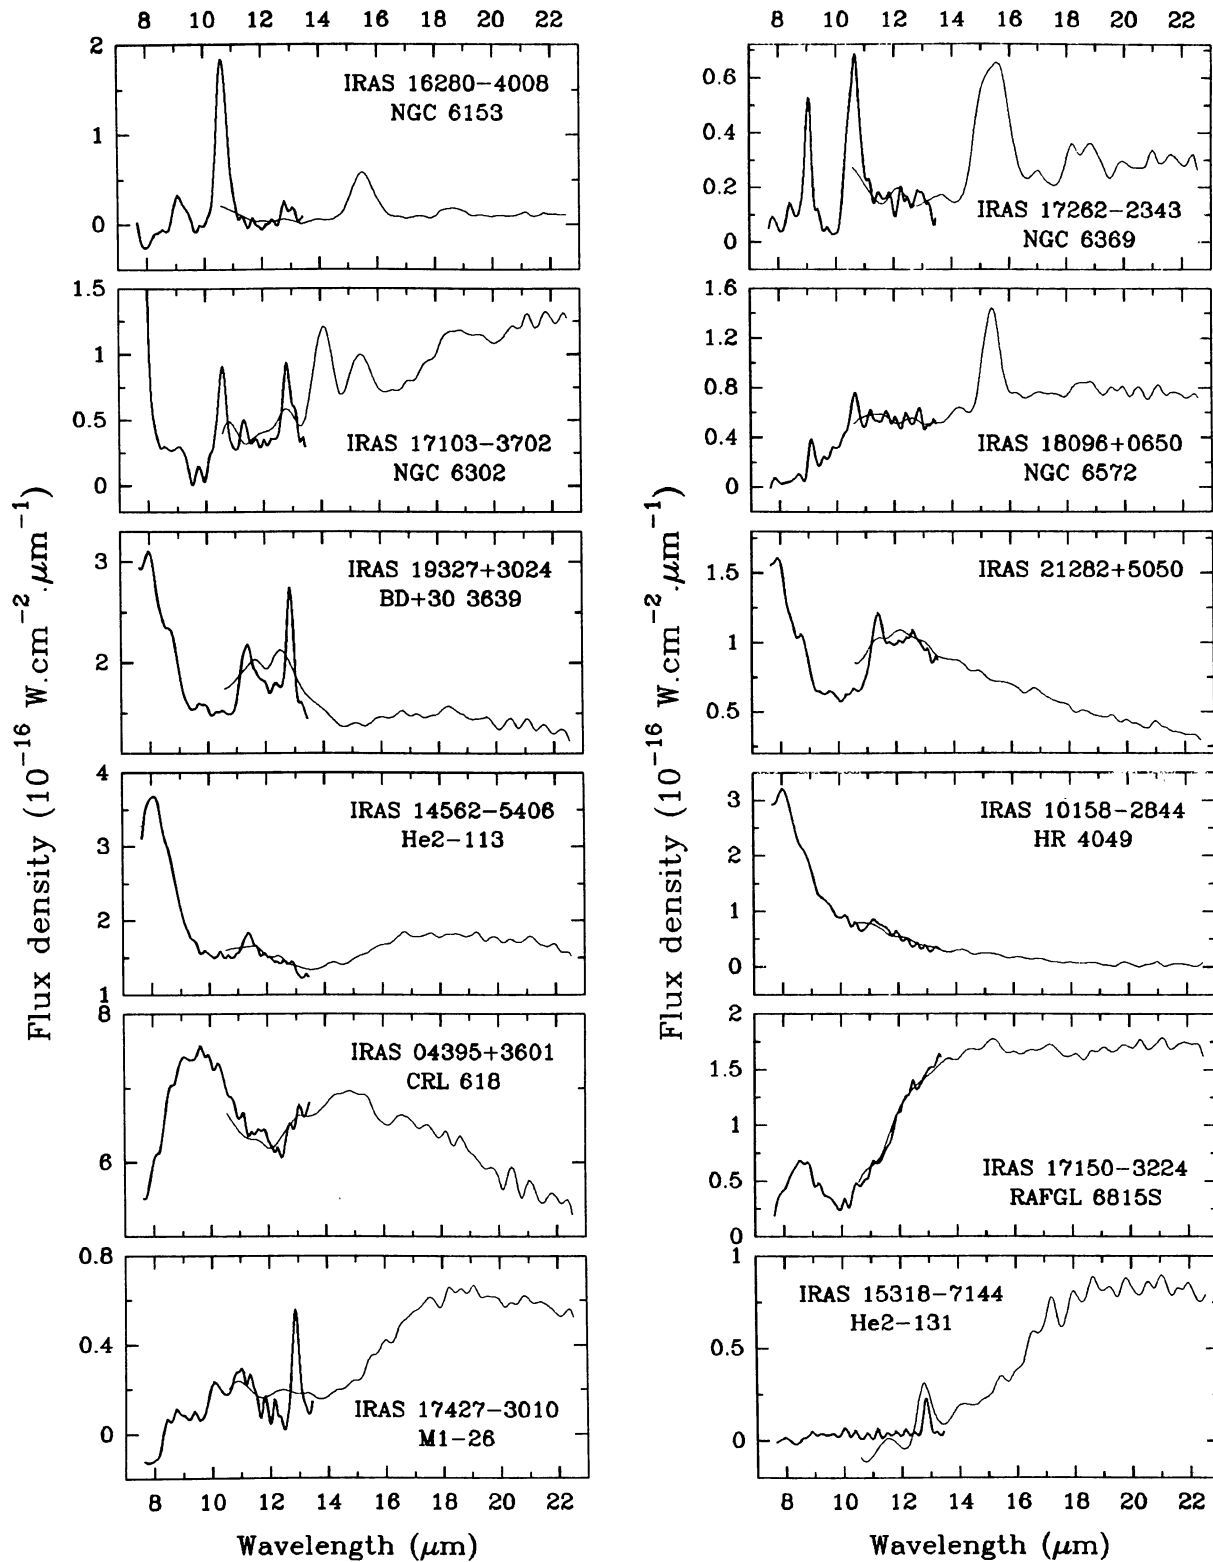 8 10 12 14 16 18 20 22
8 10 12 14 16 18 20 22
2
1
0
IRAS 16280−4008
NGC 6153
0.6
0.4
0.2
0
IRAS 17262−2343
NGC 6369
1.5
1
0.5
0
IRAS 17103−3702
NGC 6302
1.6
1.2
0.8
0.4
0
IRAS 18096+0650
NGC 6572
3
2
IRAS 19327+3024
BD+30 3639
1.5
1
0.5
IRAS 21282+5050
4
3
2
1
IRAS 14562−5406
He2−113
3
2
1
0
IRAS 10158−2844
HR 4049
8
6
IRAS 04395+3601
CRL 618
2
1.5
1
0.5
0
IRAS 17150−3224
RAFGL 6815S
0.8
0.4
0
IRAS 17427−3010
M1−26
1
0.5
0
IRAS 15318−7144
He2−131
8 10 12 14 16 18 20 22
8 10 12 14 16 18 20 22
Wavelength (μm)
Wavelength (μm)
Flux density (10⁻¹⁶ W.cm⁻².μm⁻¹)
Flux density (10⁻¹⁶ W.cm⁻².μm⁻¹)